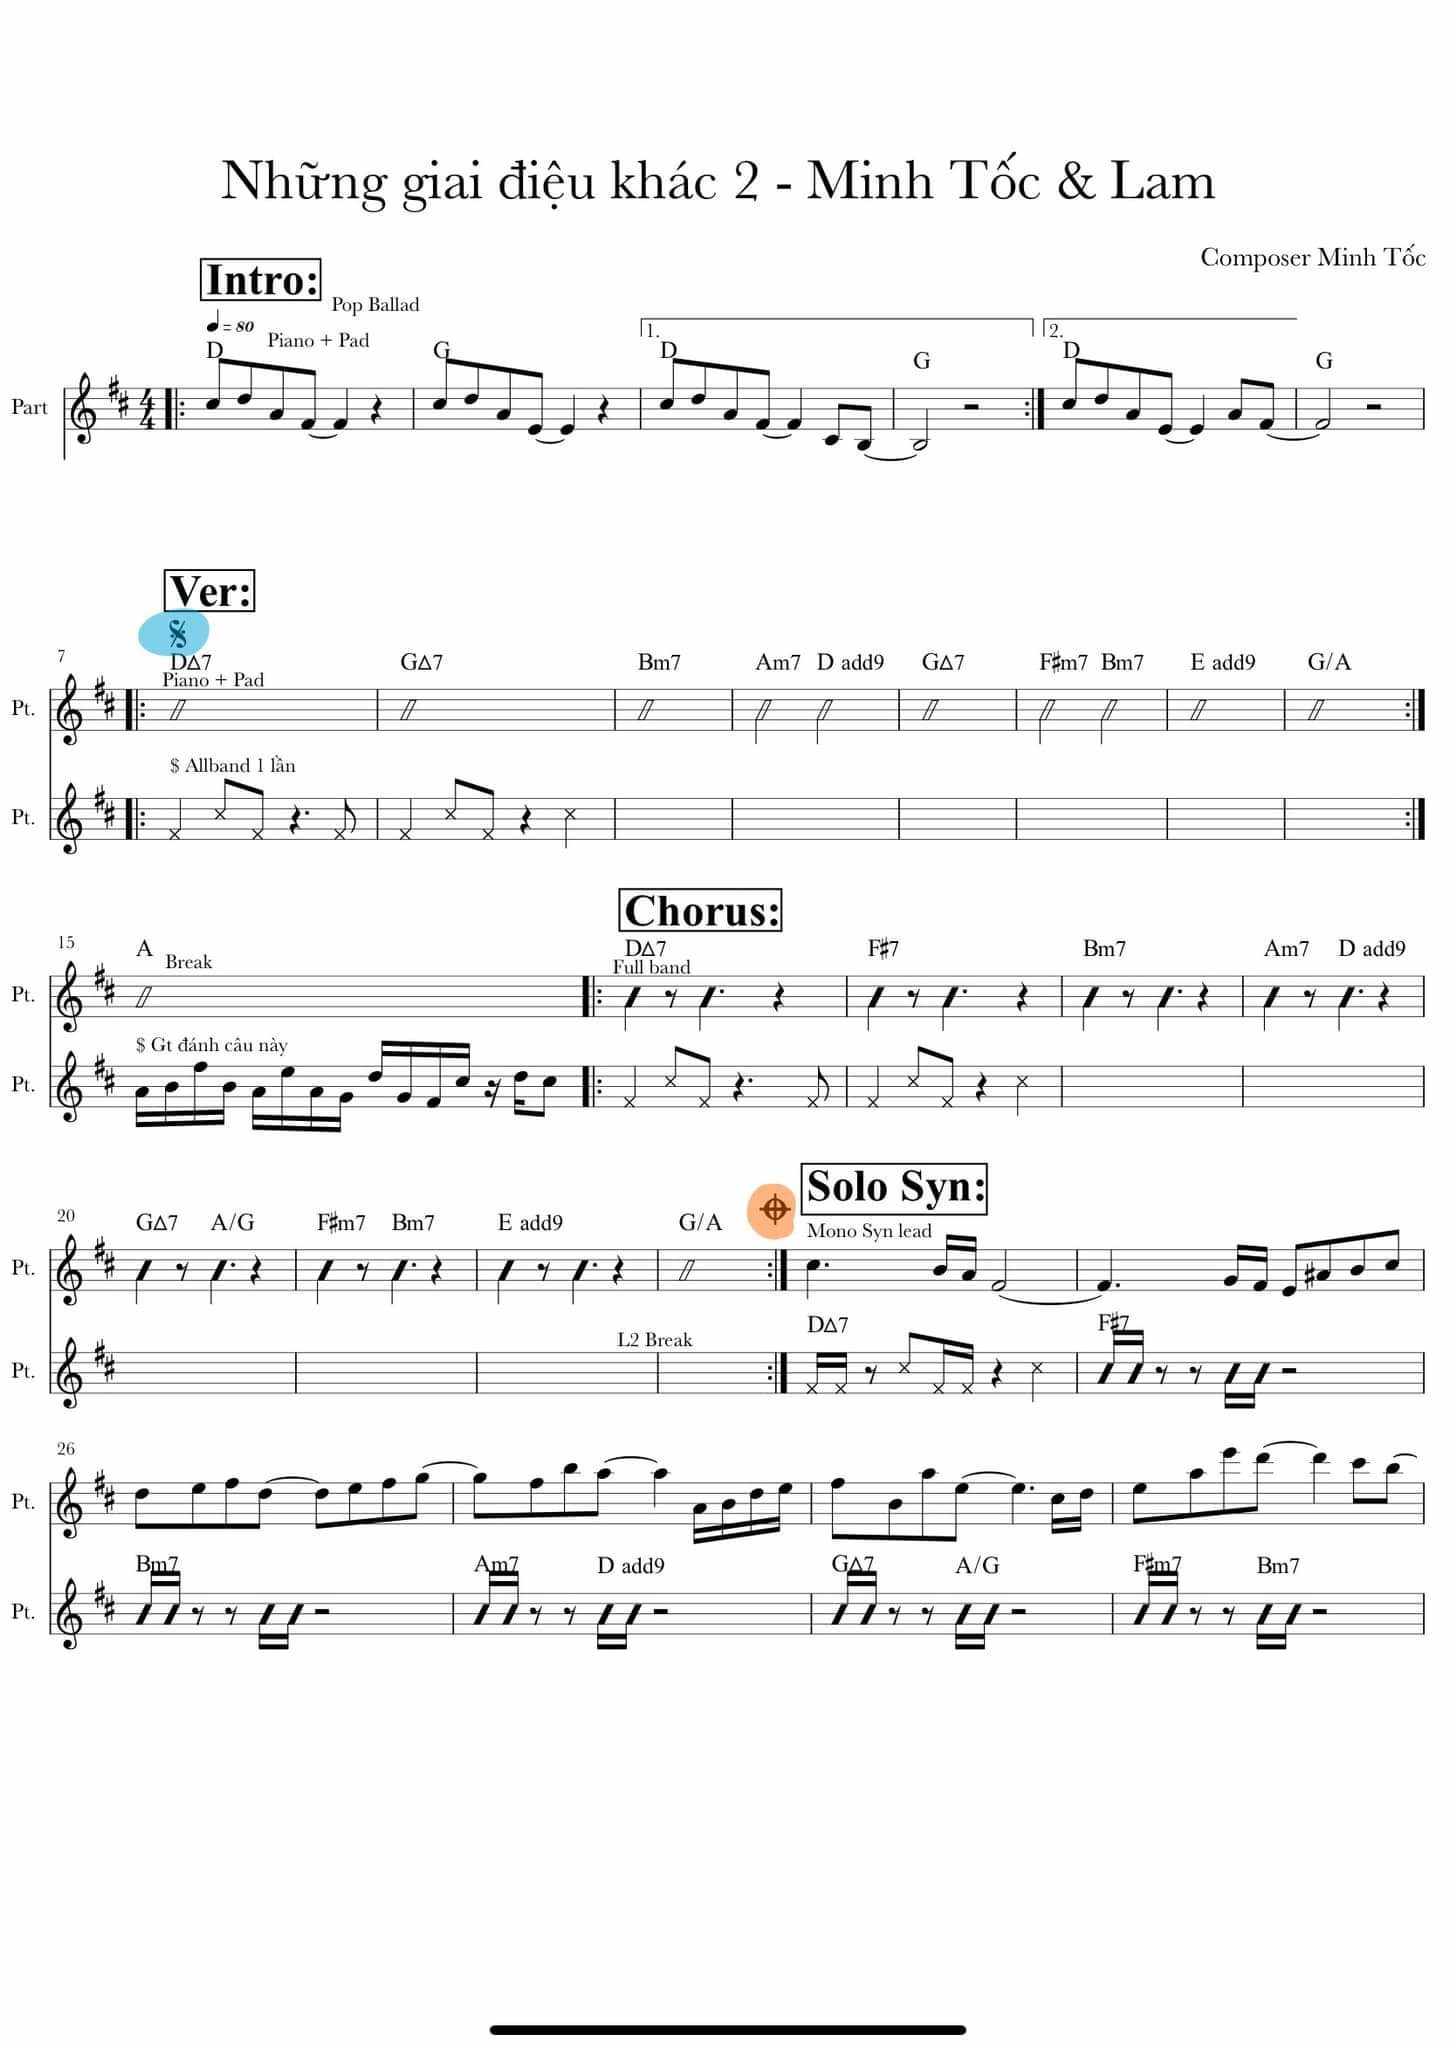 Những giai điệu khác 2 - Minh Tốc & Lam
Composer Minh Tốc
Intro:
Pop Ballad
= 80
Piano + Pad
1. 2.
D G D G D G
Part
4
4
Ver:
7
D△7 G△7 Bm7 Am7 D add9 G△7 F#m7 Bm7 E add9 G/A
Piano + Pad
Pt.
$ Allband 1 lần
Pt.
Chorus:
15
A Break D△7 F#7 Bm7 Am7 D add9
Full band
Pt.
$ Gt đánh câu này
Pt.
Solo Syn:
20
G△7 A/G F#m7 Bm7 E add9 G/A Mono Syn lead
Pt.
L2 Break
D△7 F#7
Pt.
26
Pt.
Bm7 Am7 D add9 G△7 A/G F#m7 Bm7
Pt.